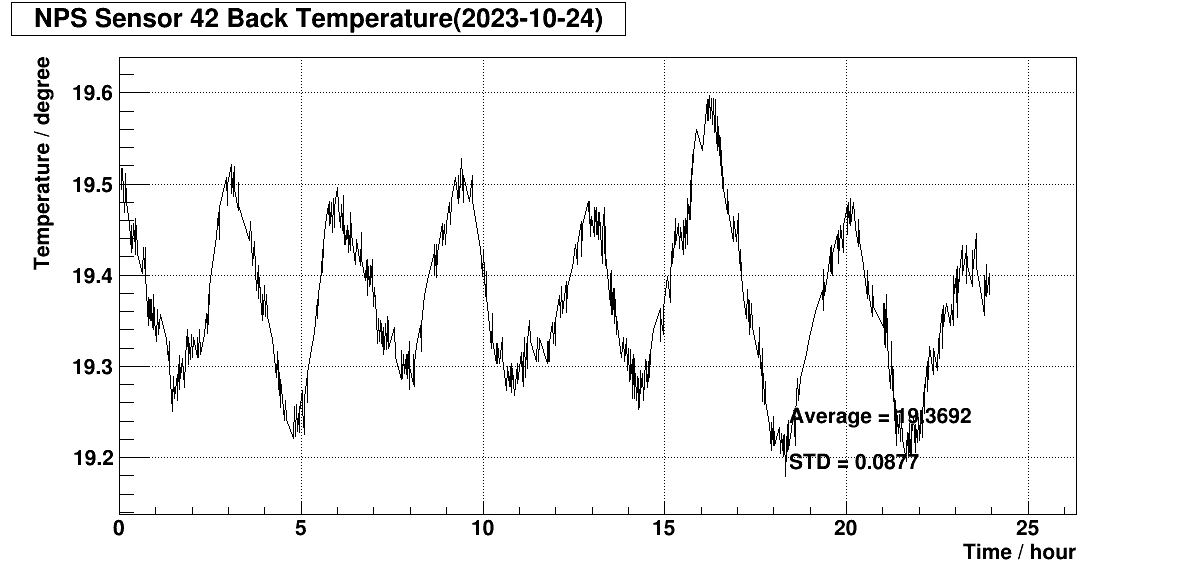 NPS Sensor 42 Back Temperature(2023-10-24)
Temperature / degree
19.6
19.5
19.4
19.3
19.2
Average = 19.3692
STD = 0.0877
0 5 10 15 20 25
Time / hour